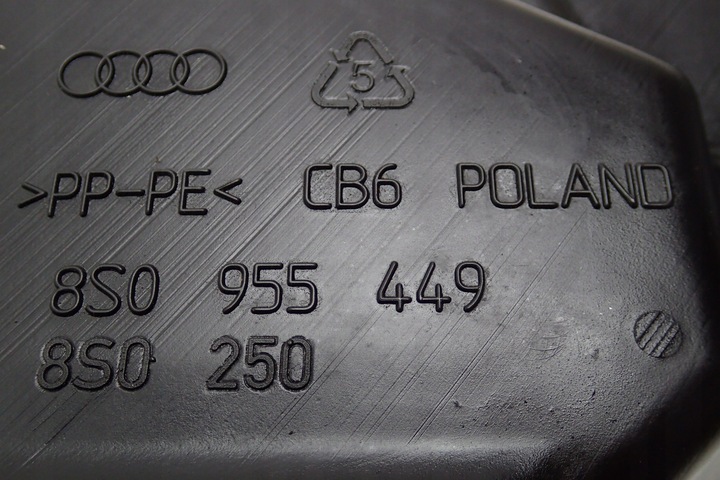 5
>PP-PE< CB6 POLAND
8S0 955 449
8S0 250